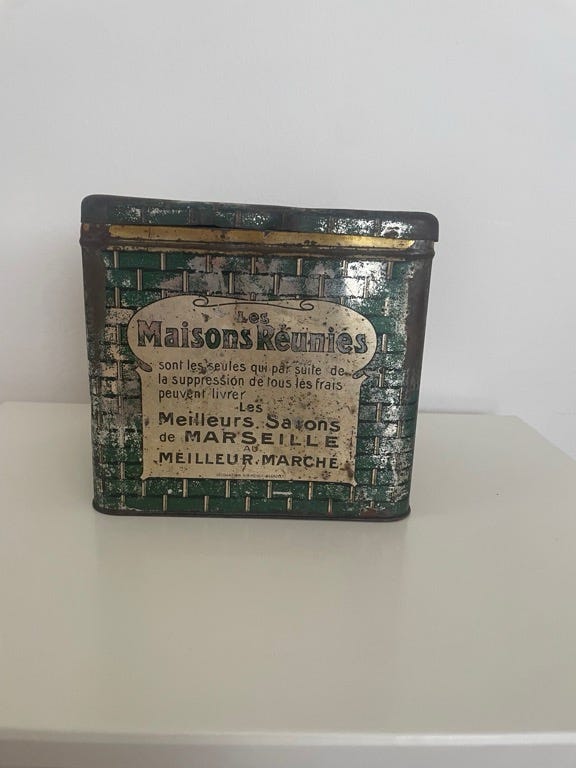 Les
Maisons Réunies
sont les seules qui par suite de
la suppression de tous les frais
peuvent livrer
Les
Meilleurs Savons
de MARSEILLE
AU
MEILLEUR MARCHÉ